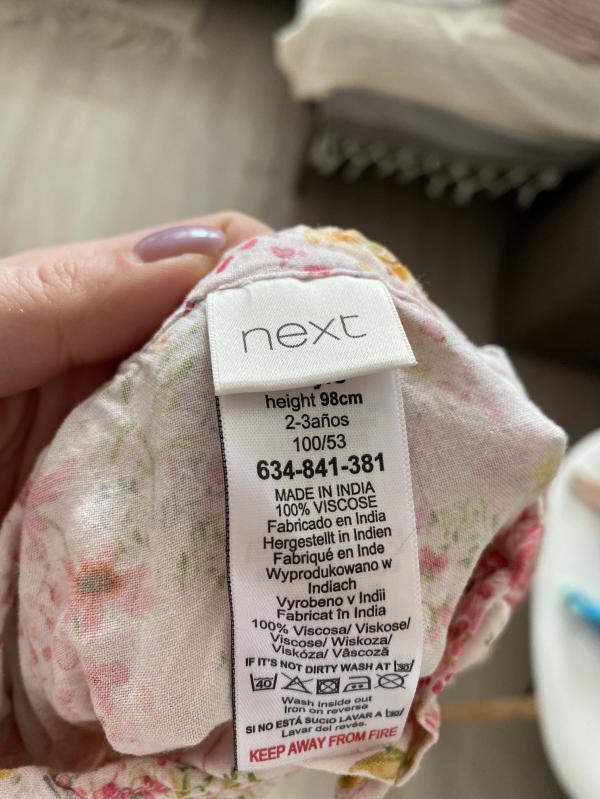 next
height 98cm
2-3años
100/53
634-841-381
MADE IN INDIA
100% VISCOSE
Fabricado en India
Hergestellt in Indien
Fabriqué en Inde
Wyprodukowano w
Indiach
Vyrobeno v Indii
Fabricat în India
100% Viscosa/ Viskose/
Viscose/ Wiskoza/
Viskóza/ Vâscoză
IF IT'S NOT DIRTY WASH AT 30
40
Wash inside out
Iron on reverse
SI NO ESTÁ SUCIO LAVAR A 30
Lavar del revés.
KEEP AWAY FROM FIRE